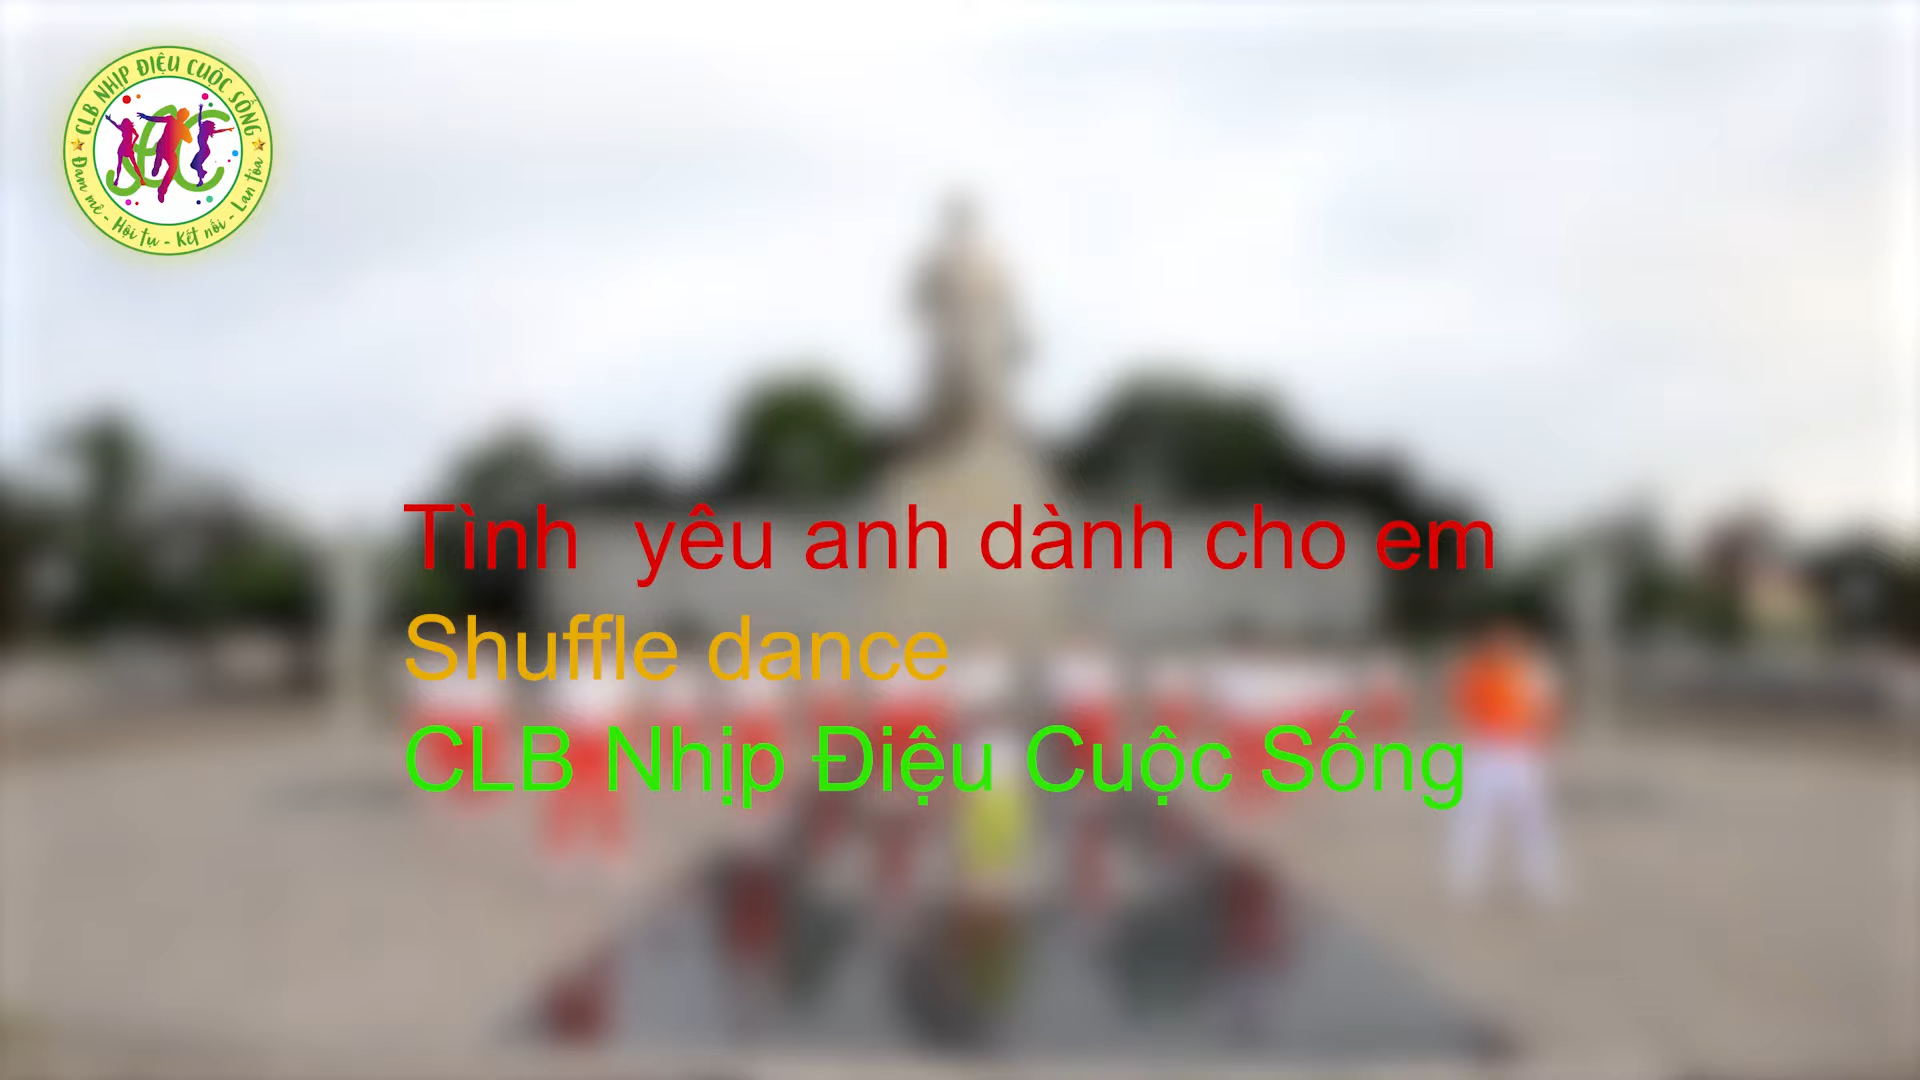 CLB NHỊP ĐIỆU CUỘC SỐNG
Đam mê - Hội tụ - Kết nối - Lan tỏa
Tình  yêu anh dành cho em
Shuffle dance
CLB Nhịp Điệu Cuộc Sống